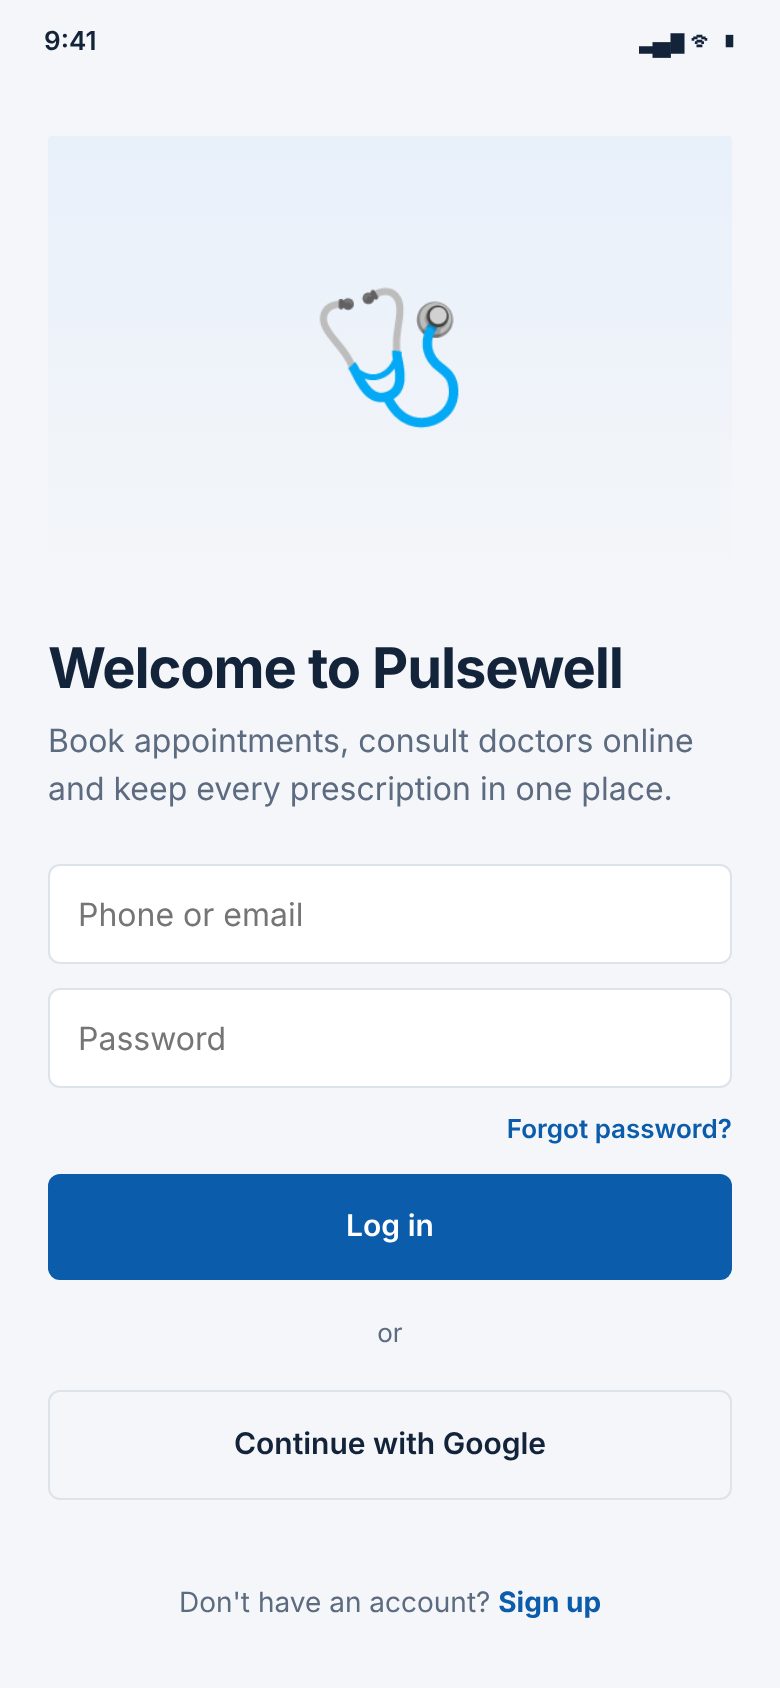 9:41
Welcome to Pulsewell
Book appointments, consult doctors online
and keep every prescription in one place.
Phone or email
Password
Forgot password?
Log in
or
Continue with Google
Don't have an account? Sign up